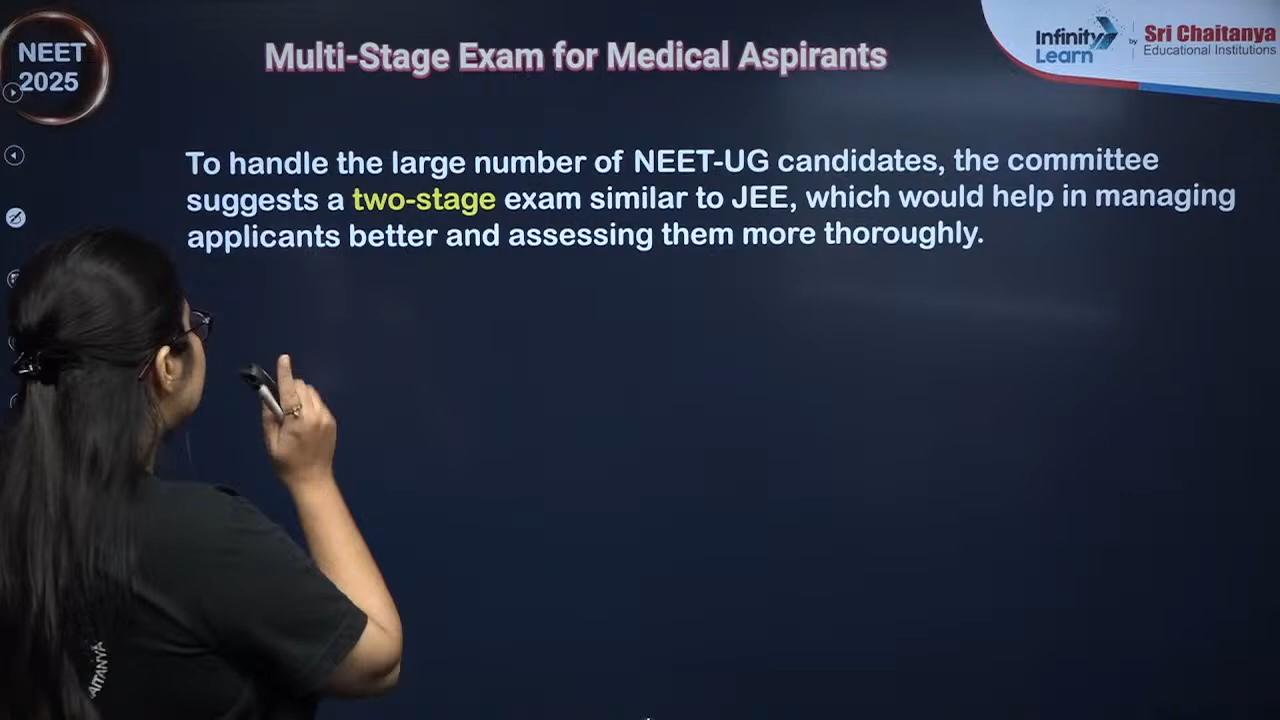 NEET
2025
Multi-Stage Exam for Medical Aspirants
Infinity
Learn
by
Sri Chaitanya
Educational Institutions
To handle the large number of NEET-UG candidates, the committee
suggests a two-stage exam similar to JEE, which would help in managing
applicants better and assessing them more thoroughly.
AITANYA